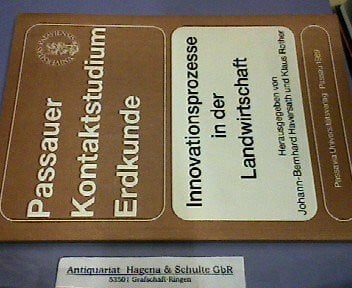 Passauer
Kontaktstudium
Erdkunde
Innovationsprozesse
in der
Landwirtschaft
Herausgegeben von
Johann-Bernhard Haversath und Klaus Rother
Passavia Universitätsverlag Passau 1989
Antiquariat Hagena & Schulte GbR
53501 Grafschaft-Ringen